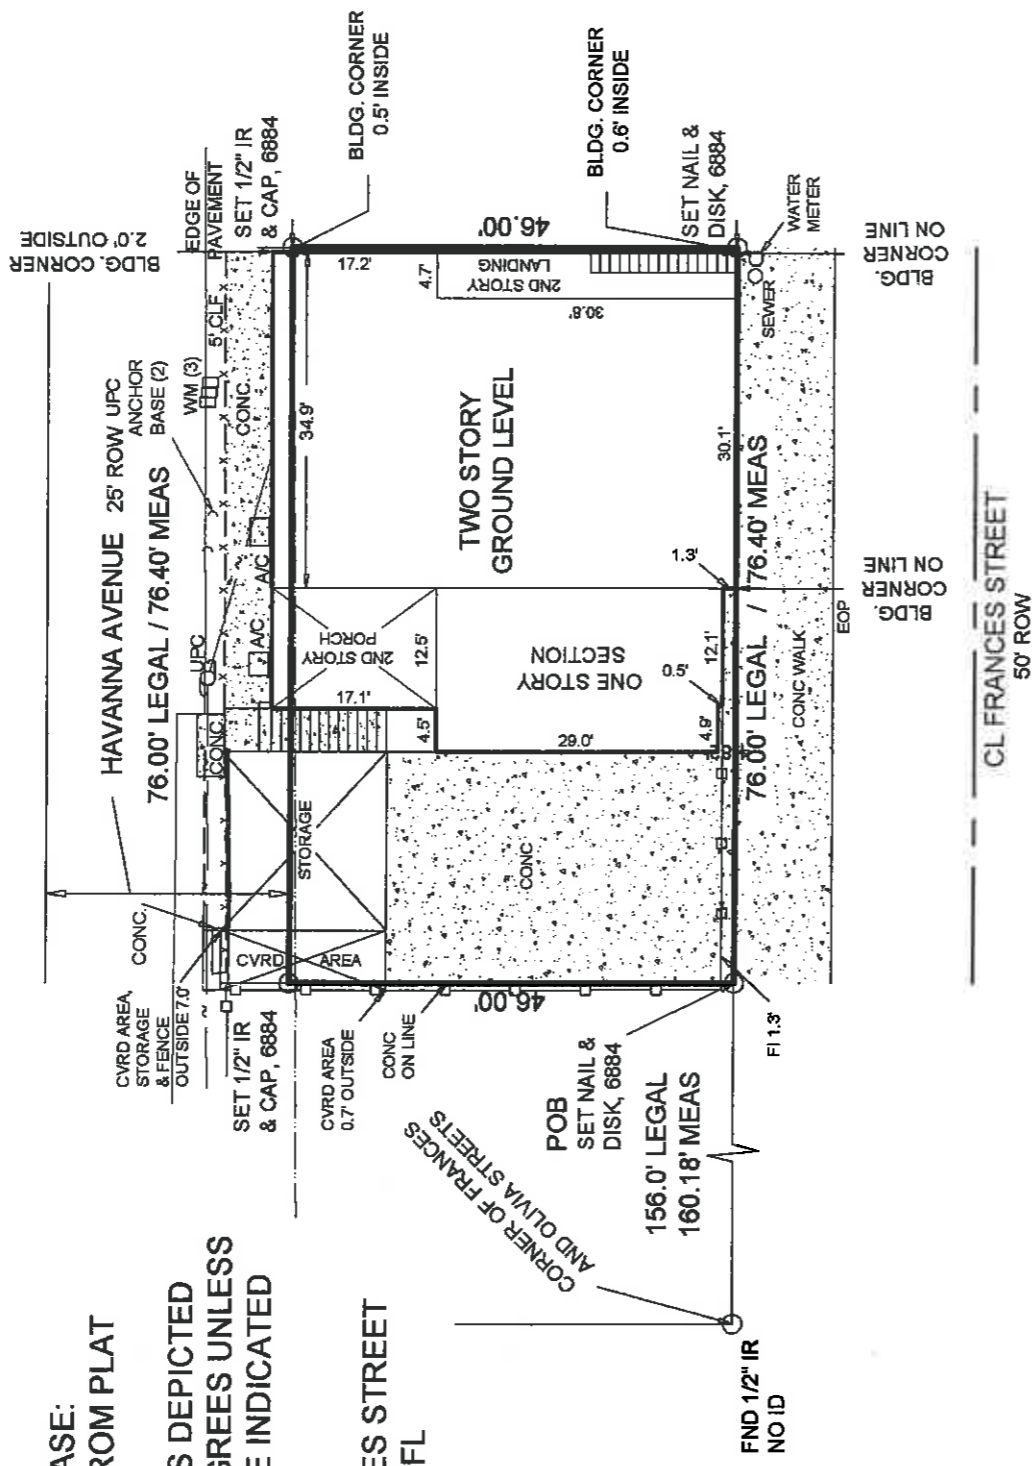 BLDG. CORNER
2.0' OUTSIDE
EDGE OF
PAVEMENT
SET 1/2" IR
& CAP, 6884
BLDG. CORNER
0.5' INSIDE
BLDG. CORNER
0.6' INSIDE
SET NAIL &
DISK, 6884
WATER
METER
BLDG.
CORNER
ON LINE
HAVANNA AVENUE 25' ROW
76.00' LEGAL / 76.40' MEAS
UPC
ANCHOR
BASE (2)
WM (3)
5' CLF
CONC.
A/C
A/C
UPC
CONC
CONC.
CVRD AREA,
STORAGE
& FENCE
OUTSIDE 7.0'
SET 1/2" IR
& CAP, 6884
CVRD AREA
0.7' OUTSIDE
CONC
ON LINE
46.00'
17.2'
4.7'
2ND STORY
LANDING
30.8'
34.9'
TWO STORY
GROUND LEVEL
30.1'
SEWER
2ND STORY
PORCH
12.5'
17.1'
4.5'
ONE STORY
SECTION
1.3'
0.5'
12.1'
4.9'
29.0'
STORAGE
CVRD AREA
CONC
46.00'
76.00' LEGAL / 76.40' MEAS
CONC WALK
EOP
BLDG.
CORNER
ON LINE
CL FRANCES STREET
50' ROW
FI 1.3'
POB
SET NAIL &
DISK, 6884
156.0' LEGAL
160.18' MEAS
CORNER OF FRANCES
AND OLIVIA STREETS
FND 1/2" IR
NO ID
ASE:
ROM PLAT
S DEPICTED
GREES UNLESS
E INDICATED
ES STREET
FL